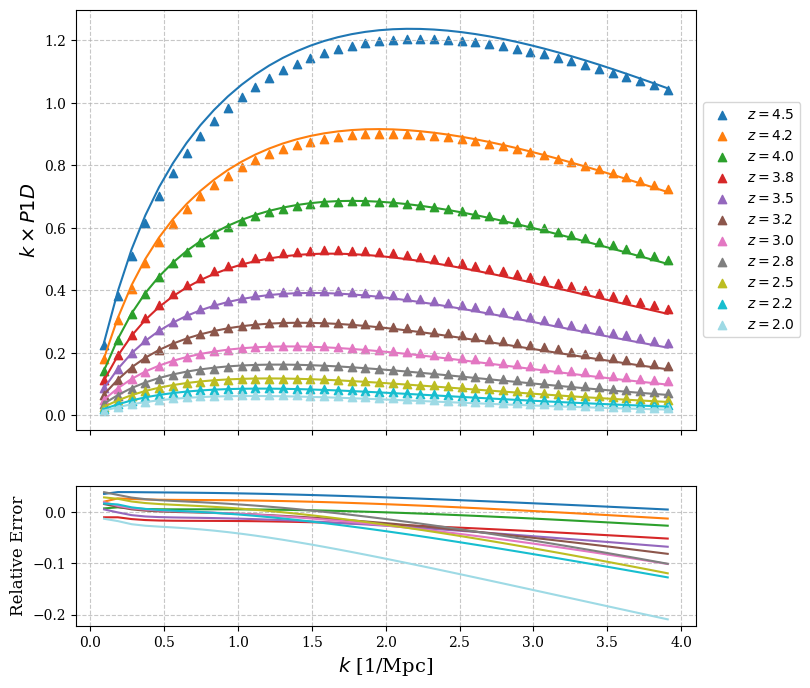 1.2
1.0
0.8
0.6
0.4
0.2
0.0
k × P1D
z = 4.5
z = 4.2
z = 4.0
z = 3.8
z = 3.5
z = 3.2
z = 3.0
z = 2.8
z = 2.5
z = 2.2
z = 2.0
0.0
−0.1
−0.2
Relative Error
0.0 0.5 1.0 1.5 2.0 2.5 3.0 3.5 4.0
k [1/Mpc]